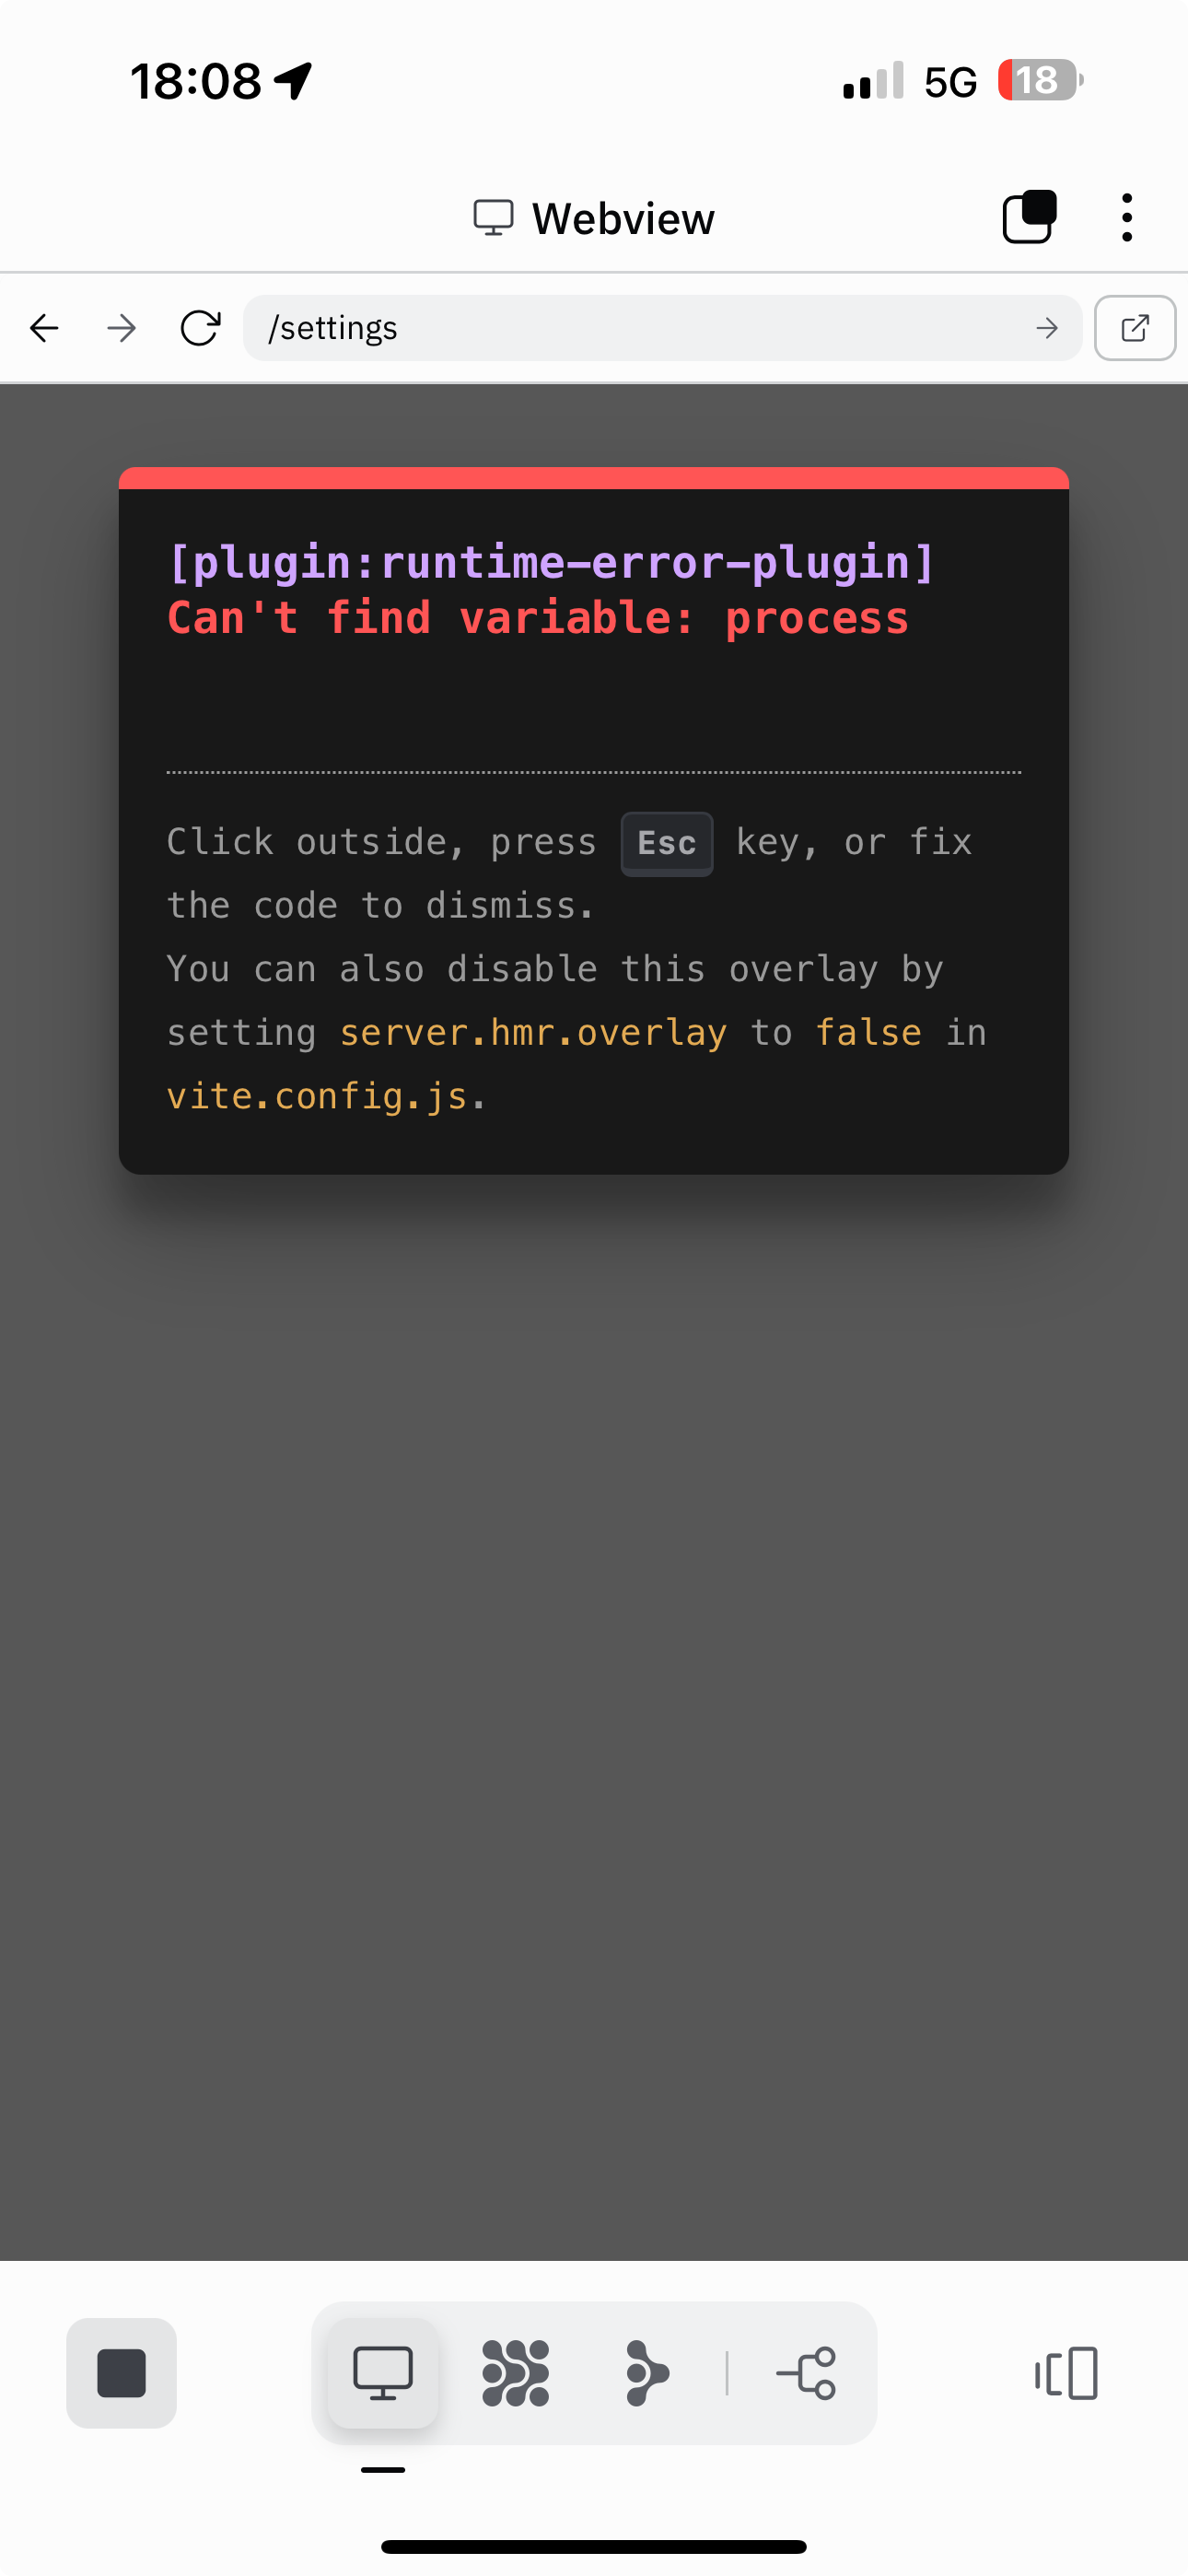 18:08
5G
18
Webview
/settings
[plugin:runtime-error-plugin]
Can't find variable: process
Click outside, press Esc key, or fix
the code to dismiss.
You can also disable this overlay by
setting server.hmr.overlay to false in
vite.config.js.